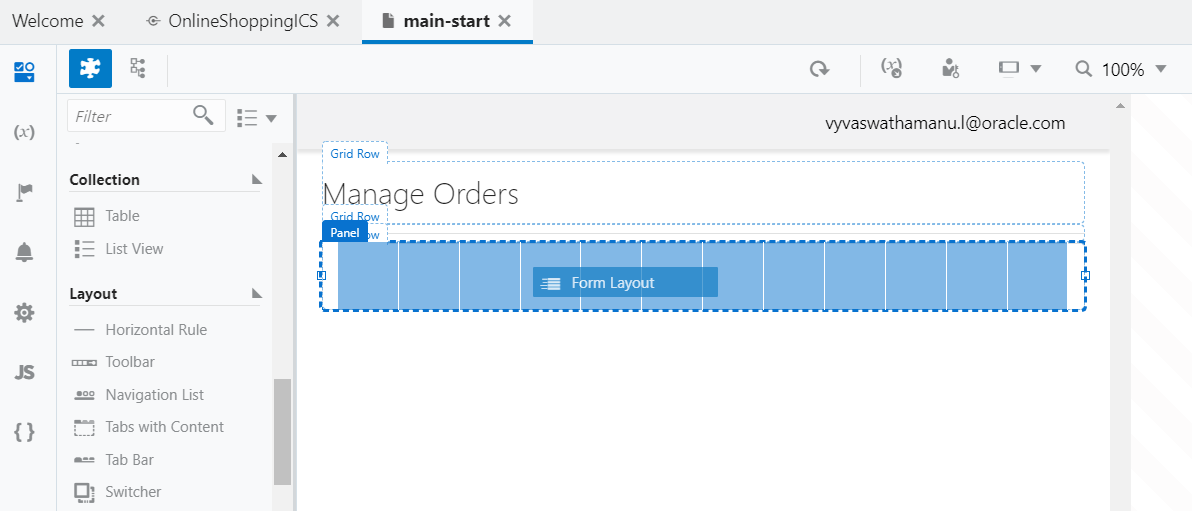 Welcome
OnlineShoppingICS
main-start
100%
Filter
(x)
JS
{ }
Collection
Table
List View
Layout
Horizontal Rule
Toolbar
Navigation List
Tabs with Content
Tab Bar
Switcher
vyvaswathamanu.l@oracle.com
Grid Row
Manage Orders
Grid Row
Panel
ow
Form Layout